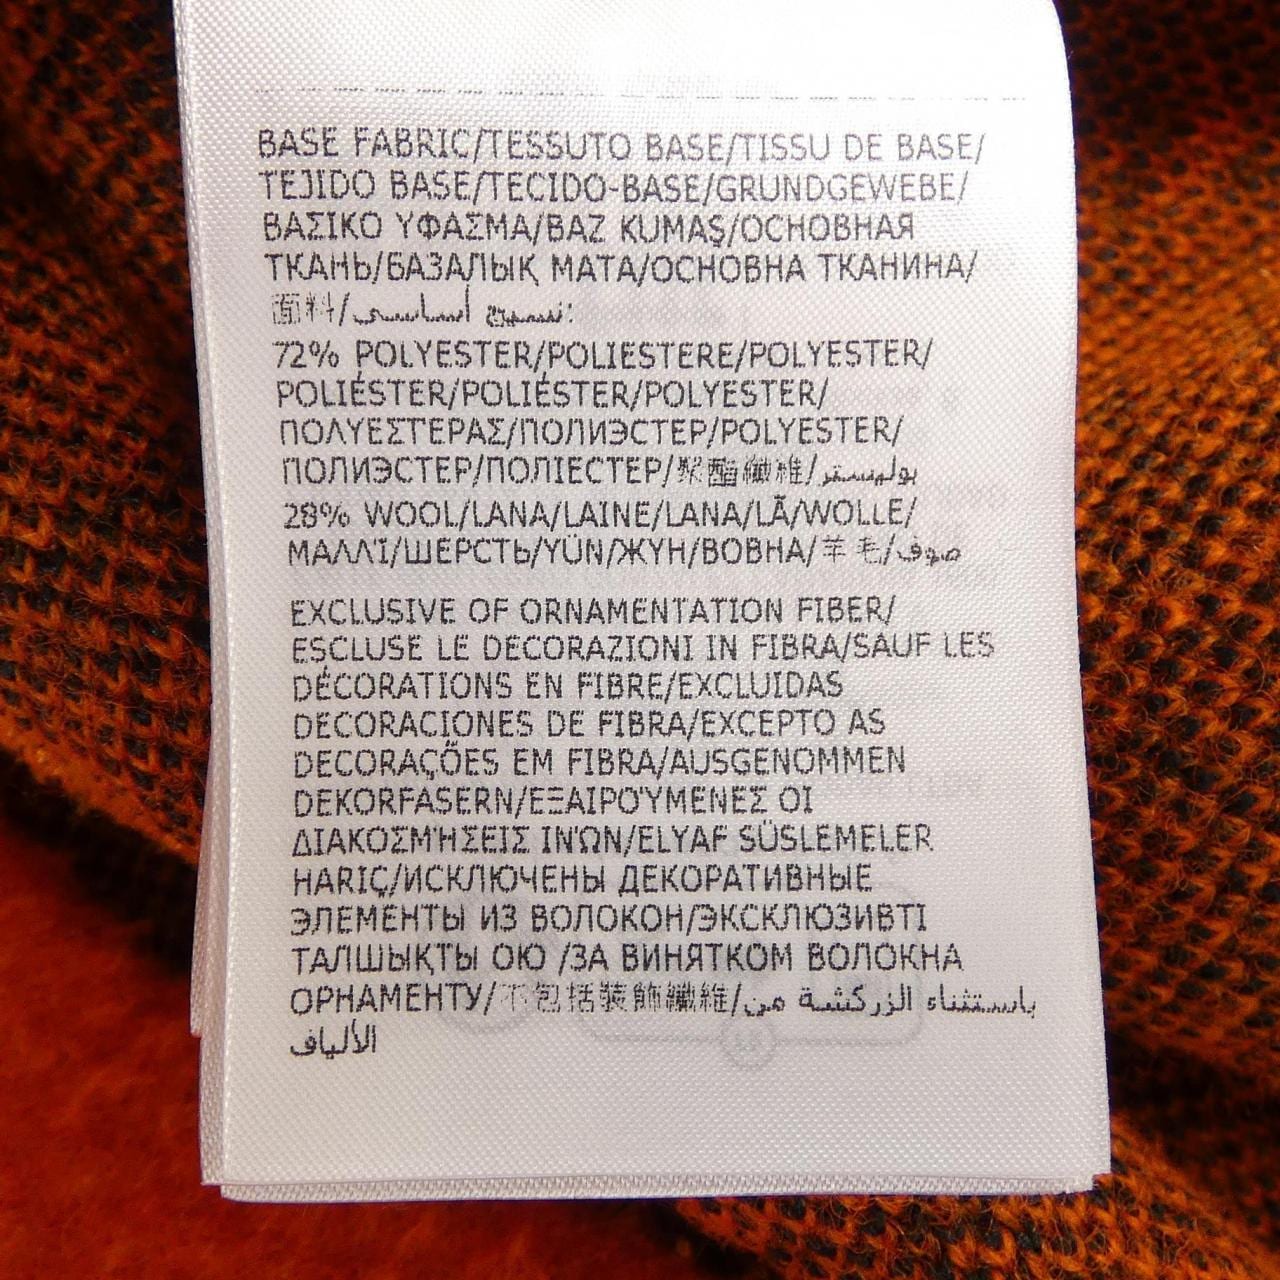 BASE FABRIC/TESSUTO BASE/TISSU DE BASE/
TEJIDO BASE/TECIDO-BASE/GRUNDGEWEBE/
ΒΑΣΙΚΟ ΥΦΑΣΜΑ/BAZ KUMAŞ/ОСНОВНАЯ
ТКАНЬ/БАЗАЛЫҚ МАТА/ОСНОВНА ТКАНИНА/
面料/نسيج أساسي:
72% POLYESTER/POLIESTERE/POLYESTER/
POLIÉSTER/POLIÉSTER/POLYESTER/
ΠΟΛΥΕΣΤΕΡΑΣ/ПОЛИЭСТЕР/POLYESTER/
ПОЛИЭСТЕР/ПОЛІЕСТЕР/聚酯纖維/بوليستر
28% WOOL/LANA/LAINE/LANA/LÃ/WOLLE/
ΜΑΛΛΊ/ШЕРСТЬ/YÜN/ЖҮН/ВОВНА/羊毛/صوف
EXCLUSIVE OF ORNAMENTATION FIBER/
ESCLUSE LE DECORAZIONI IN FIBRA/SAUF LES
DÉCORATIONS EN FIBRE/EXCLUIDAS
DECORACIONES DE FIBRA/EXCEPTO AS
DECORAÇÕES EM FIBRA/AUSGENOMMEN
DEKORFASERN/ΕΞΑΙΡΟΎΜΕΝΕΣ ΟΙ
ΔΙΑΚΟΣΜΉΣΕΙΣ ΙΝΏΝ/ELYAF SÜSLEMELER
HARİÇ/ИСКЛЮЧЕНЫ ДЕКОРАТИВНЫЕ
ЭЛЕМЕНТЫ ИЗ ВОЛОКОН/ЭКСКЛЮЗИВТІ
ТАЛШЫҚТЫ ОЮ /ЗА ВИНЯТКОМ ВОЛОКНА
ОРНАМЕНТУ/不包括裝飾纖維/باستثناء الزركشة من
الألياف